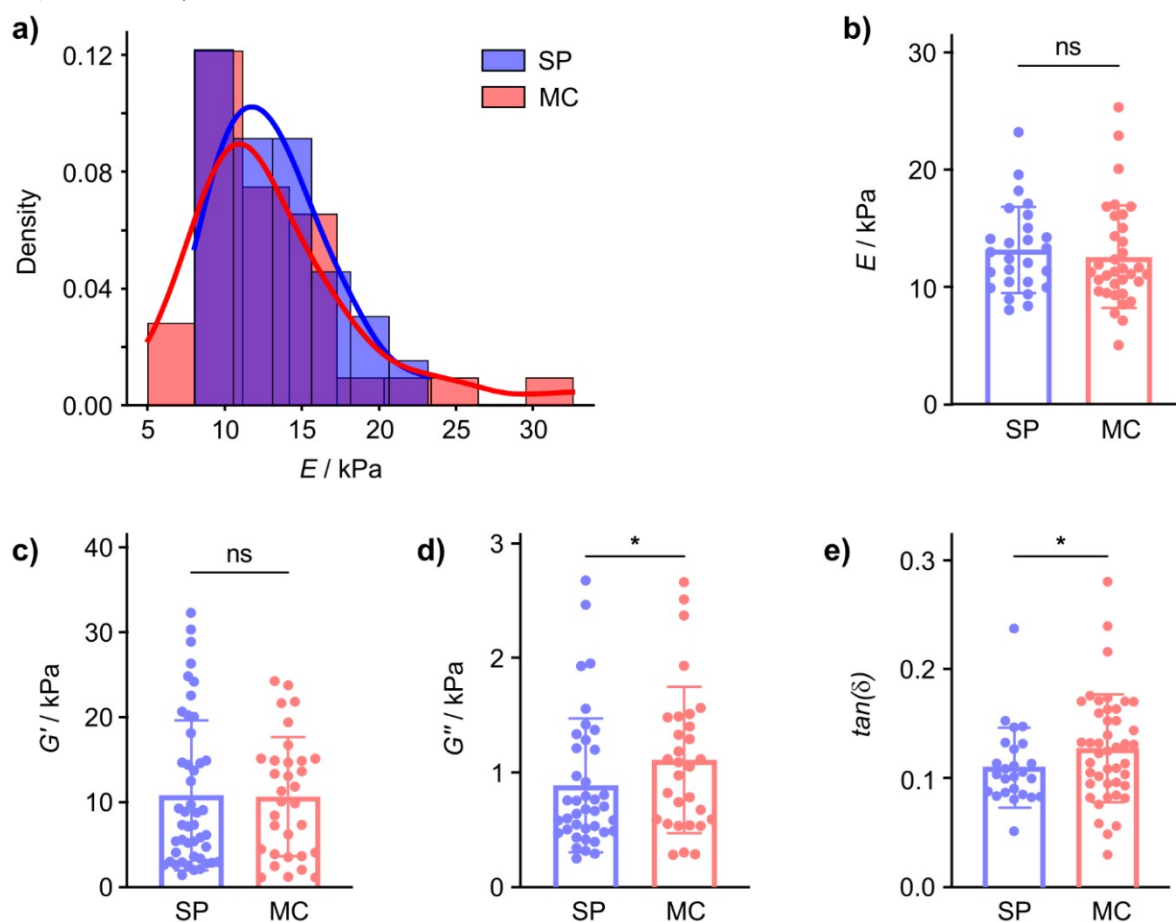 a)
0.12
0.08
0.04
0.00
Density
SP
MC
5 10 15 20 25 30
E / kPa
b)
30
20
10
0
E / kPa
ns
SP MC
c)
40
30
20
10
0
G' / kPa
ns
SP MC
d)
3
2
1
0
G'' / kPa
*
SP MC
e)
0.3
0.2
0.1
0.0
tan(δ)
*
SP MC